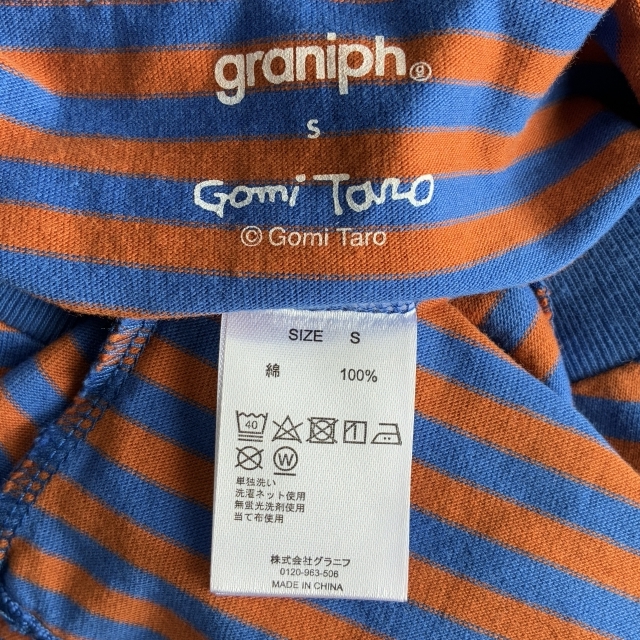 graniph
S
Gomi Taro
© Gomi Taro
SIZE S
綿 100%
40
W
単独洗い
洗濯ネット使用
無蛍光洗剤使用
当て布使用
株式会社グラニフ
0120-963-506
MADE IN CHINA